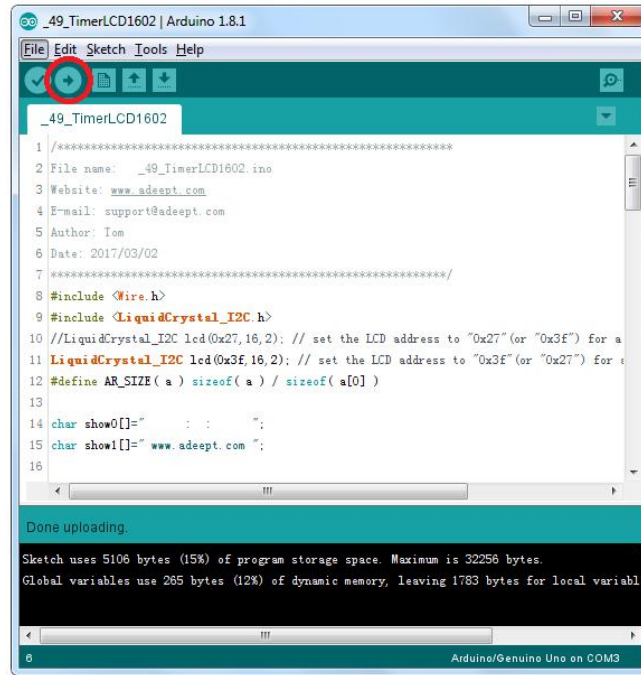 _49_TimerLCD1602 | Arduino 1.8.1
File Edit Sketch Tools Help
_49_TimerLCD1602
1 /***********************************************************
2 File name: _49_TimerLCD1602.ino
3 Website: www.adeept.com
4 E-mail: support@adeept.com
5 Author: Tom
6 Date: 2017/03/02
7 ***********************************************************/
8 #include <Wire.h>
9 #include <LiquidCrystal_I2C.h>
10 //LiquidCrystal_I2C lcd(0x27,16,2); // set the LCD address to "0x27"(or "0x3f") for a
11 LiquidCrystal_I2C lcd(0x3f,16,2); // set the LCD address to "0x3f"(or "0x27") for a
12 #define AR_SIZE( a ) sizeof( a ) / sizeof( a[0] )
13
14 char show0[]="     :  :      ";
15 char show1[]=" www.adeept.com ";
16
Done uploading.
Sketch uses 5106 bytes (15%) of program storage space. Maximum is 32256 bytes.
Global variables use 265 bytes (12%) of dynamic memory, leaving 1783 bytes for local variabl
6 Arduino/Genuino Uno on COM3